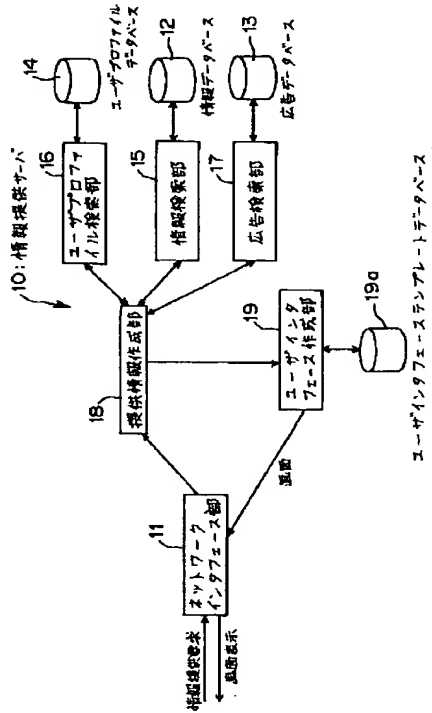 10:情報提供サーバ
14
ユーザプロファイル
データベース
12
情報データベース
13
広告データベース
16
ユーザプロファ
イル検索部
15
情報検索部
17
広告検索部
18
提供情報作成部
19
ユーザインタ
フェース作成部
19a
ユーザインタフェーステンプレートデータベース
画面
11
ネットワーク
インタフェース部
情報提供要求
画面表示